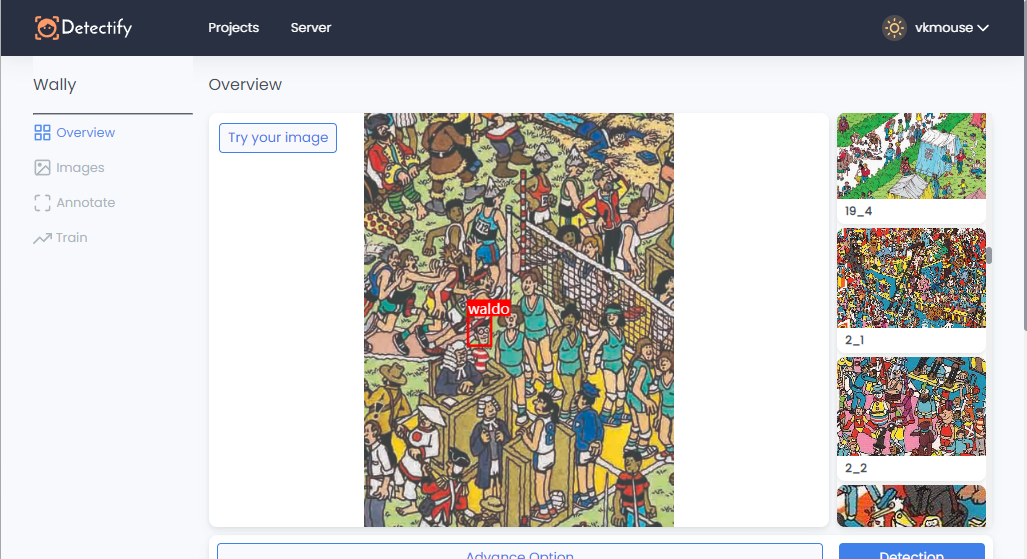 Detectify
Projects
Server
vkmouse
Wally
Overview
Images
Annotate
Train
Overview
Try your image
waldo
19_4
2_1
2_2
Advance Option
Detection